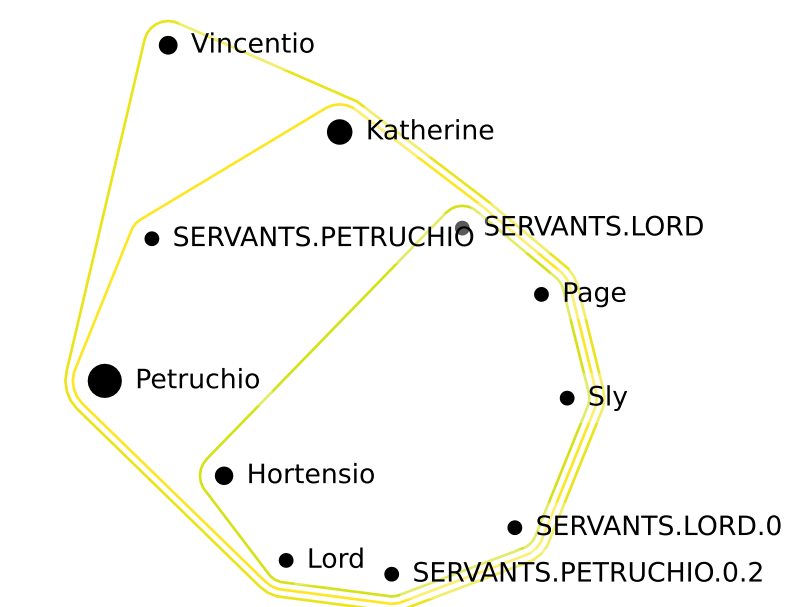 Vincentio
Katherine
SERVANTS.LORD
SERVANTS.PETRUCHIO
Page
Petruchio
Sly
Hortensio
SERVANTS.LORD.0
Lord
SERVANTS.PETRUCHIO.0.2